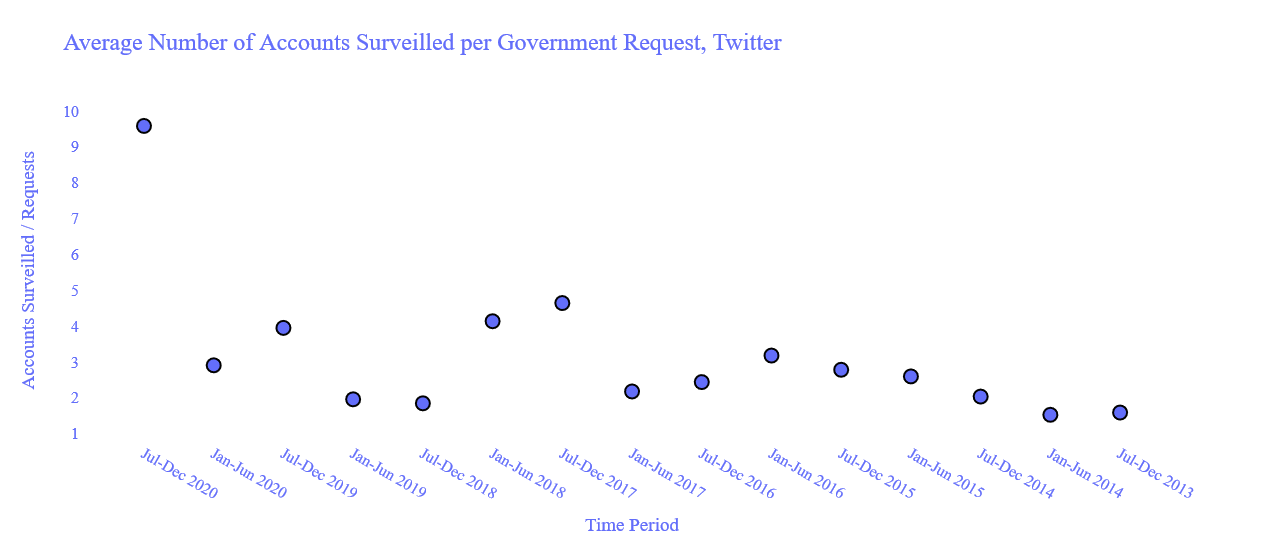 Average Number of Accounts Surveilled per Government Request, Twitter
10
9
8
7
6
5
4
3
2
1
Accounts Surveilled / Requests
Jul-Dec 2020
Jan-Jun 2020
Jul-Dec 2019
Jan-Jun 2019
Jul-Dec 2018
Jan-Jun 2018
Jul-Dec 2017
Jan-Jun 2017
Jul-Dec 2016
Jan-Jun 2016
Jul-Dec 2015
Jan-Jun 2015
Jul-Dec 2014
Jan-Jun 2014
Jul-Dec 2013
Time Period